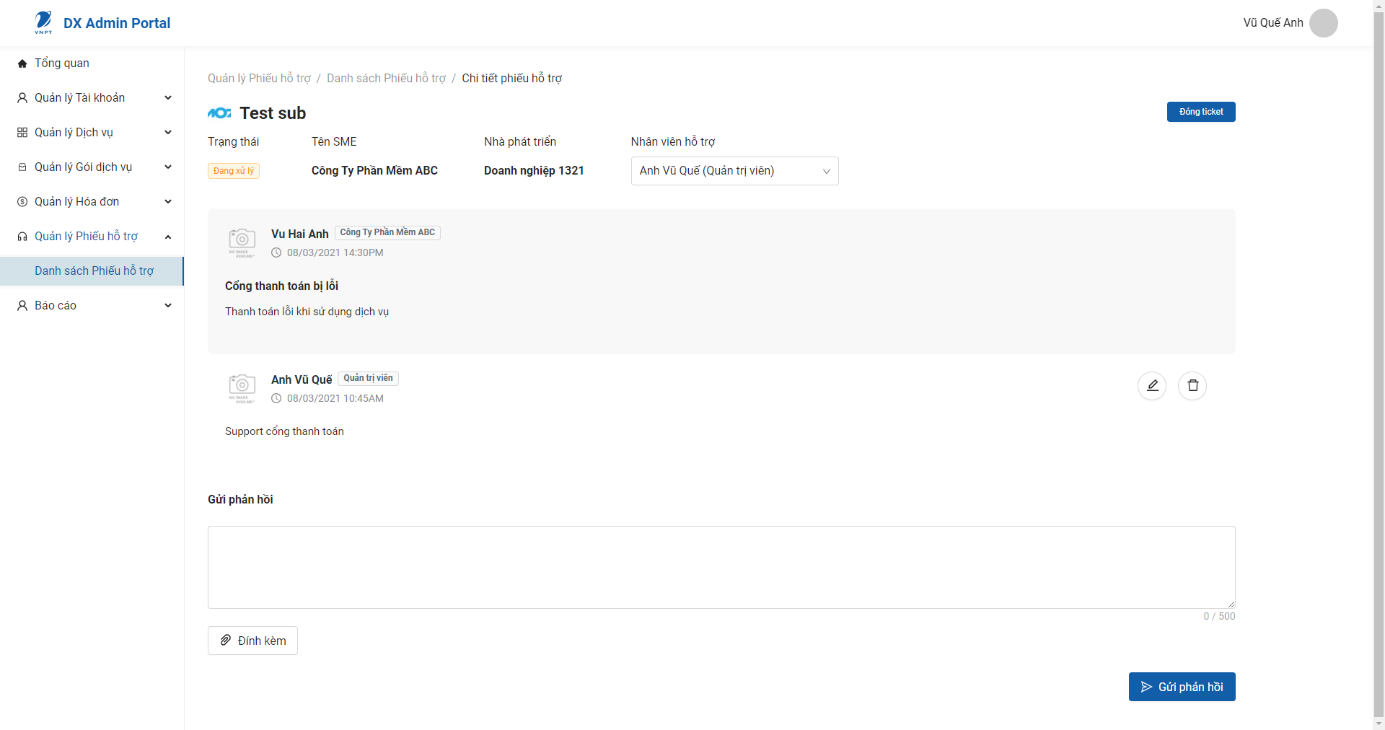 VNPT
DX Admin Portal
Vũ Quế Anh
Tổng quan
Quản lý Tài khoản
Quản lý Dịch vụ
Quản lý Gói dịch vụ
Quản lý Hóa đơn
Quản lý Phiếu hỗ trợ
Danh sách Phiếu hỗ trợ
Báo cáo
Quản lý Phiếu hỗ trợ / Danh sách Phiếu hỗ trợ / Chi tiết phiếu hỗ trợ
Test sub
Đóng ticket
Trạng thái Tên SME Nhà phát triển Nhân viên hỗ trợ
Đang xử lý Công Ty Phần Mềm ABC Doanh nghiệp 1321 Anh Vũ Quế (Quản trị viên)
Vu Hai Anh Công Ty Phần Mềm ABC
08/03/2021 14:30PM
Cổng thanh toán bị lỗi
Thanh toán lỗi khi sử dụng dịch vụ
Anh Vũ Quế Quản trị viên
08/03/2021 10:45AM
Support cổng thanh toán
Gửi phản hồi
0 / 500
Đính kèm
Gửi phản hồi